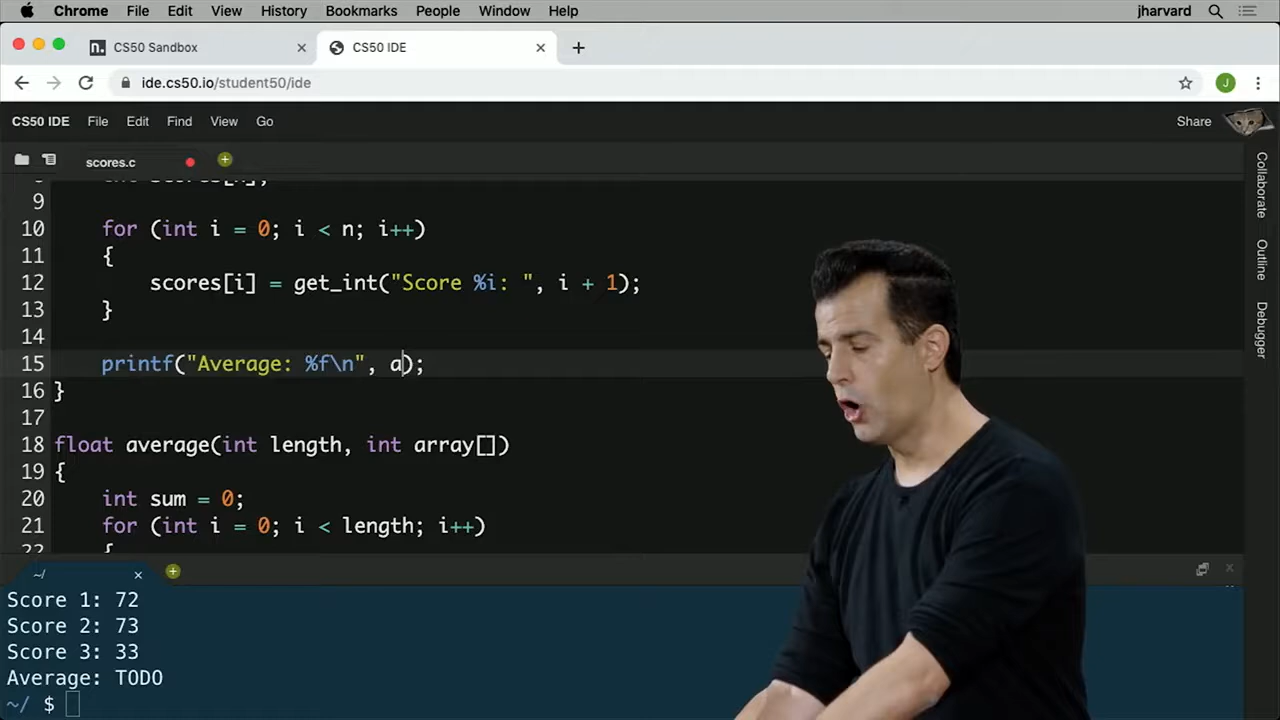 Chrome File Edit View History Bookmarks People Window Help jharvard
n. CS50 Sandbox × CS50 IDE × +
ide.cs50.io/student50/ide J
CS50 IDE File Edit Find View Go Share
scores.c
9
10 for (int i = 0; i < n; i++)
11 {
12 scores[i] = get_int("Score %i: ", i + 1);
13 }
14
15 printf("Average: %f\n", a);
16 }
17
18 float average(int length, int array[])
19 {
20 int sum = 0;
21 for (int i = 0; i < length; i++)
22 {
Collaborate
Outline
Debugger
~/ ×
Score 1: 72
Score 2: 73
Score 3: 33
Average: TODO
~/ $